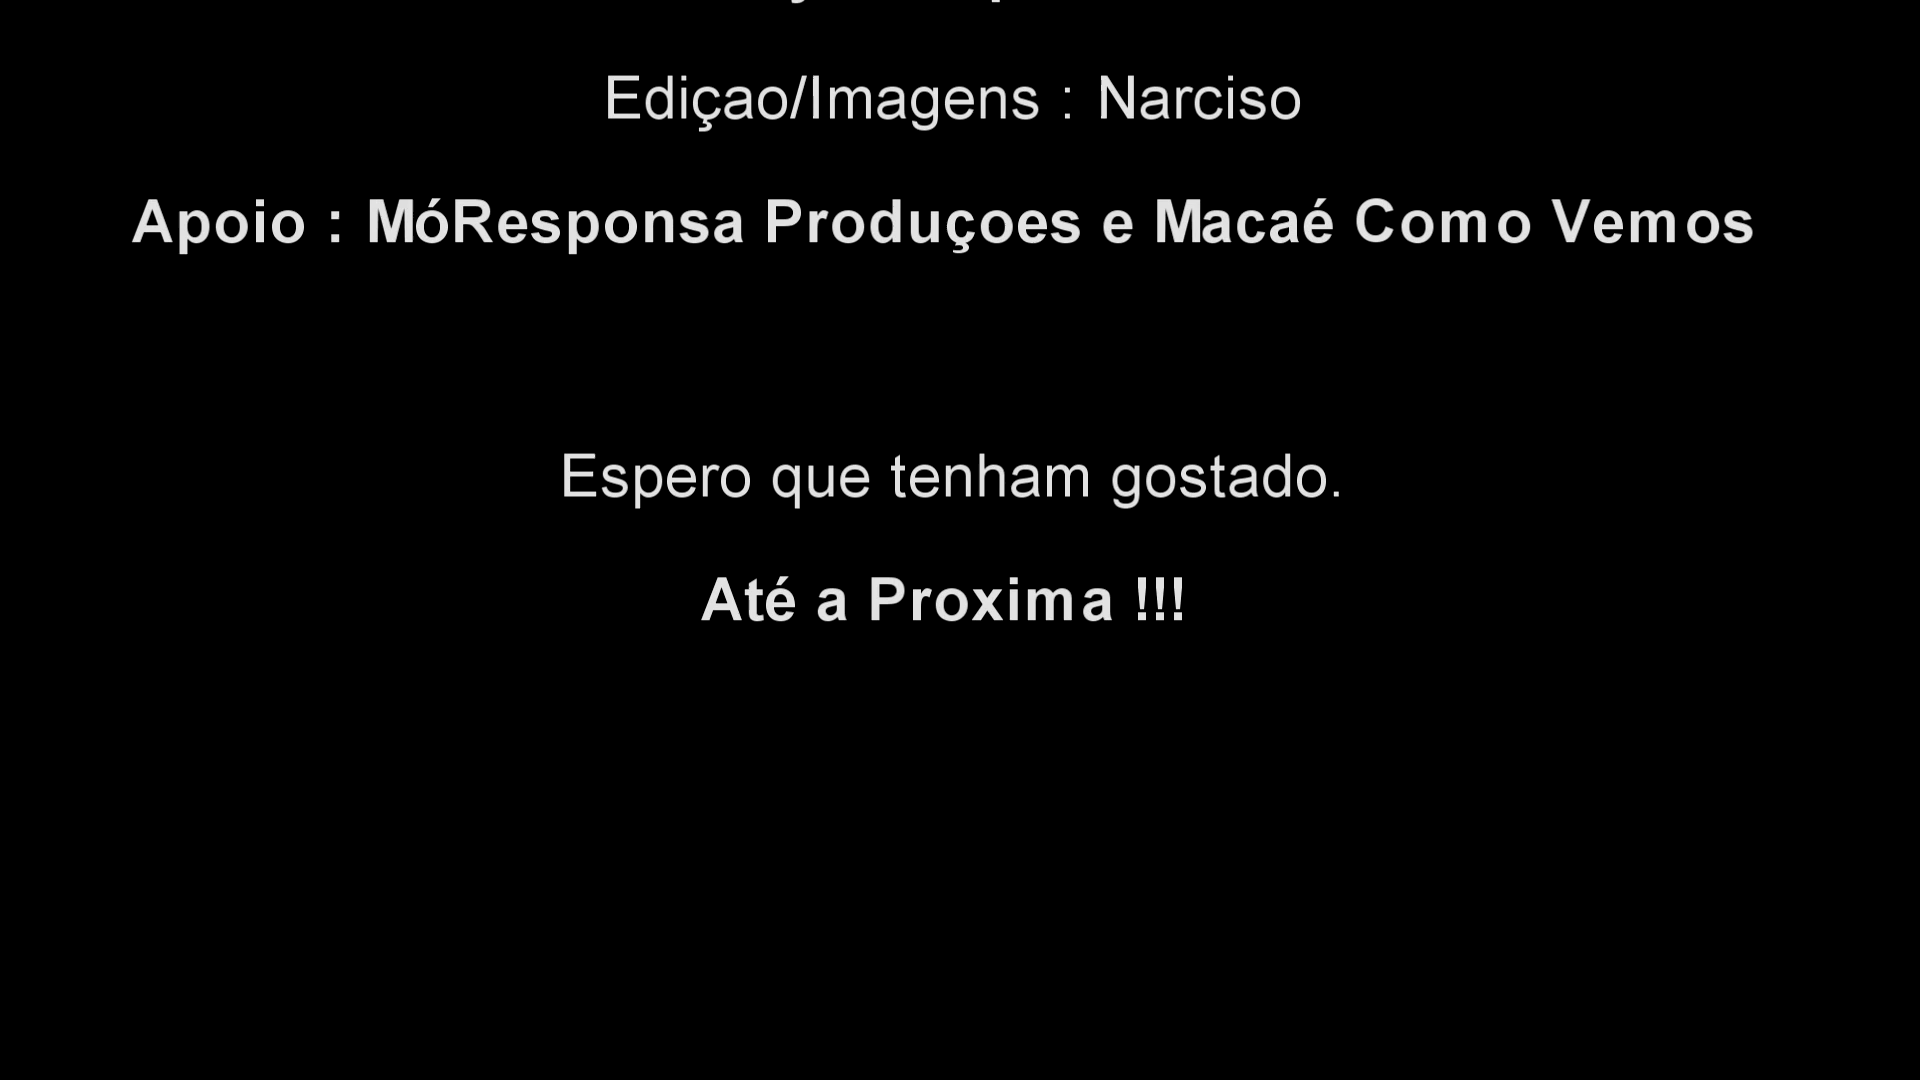 Ediçao/Imagens : Narciso
Apoio : MóResponsa Produçoes e Macaé Como Vemos
Espero que tenham gostado.
Até a Proxima !!!